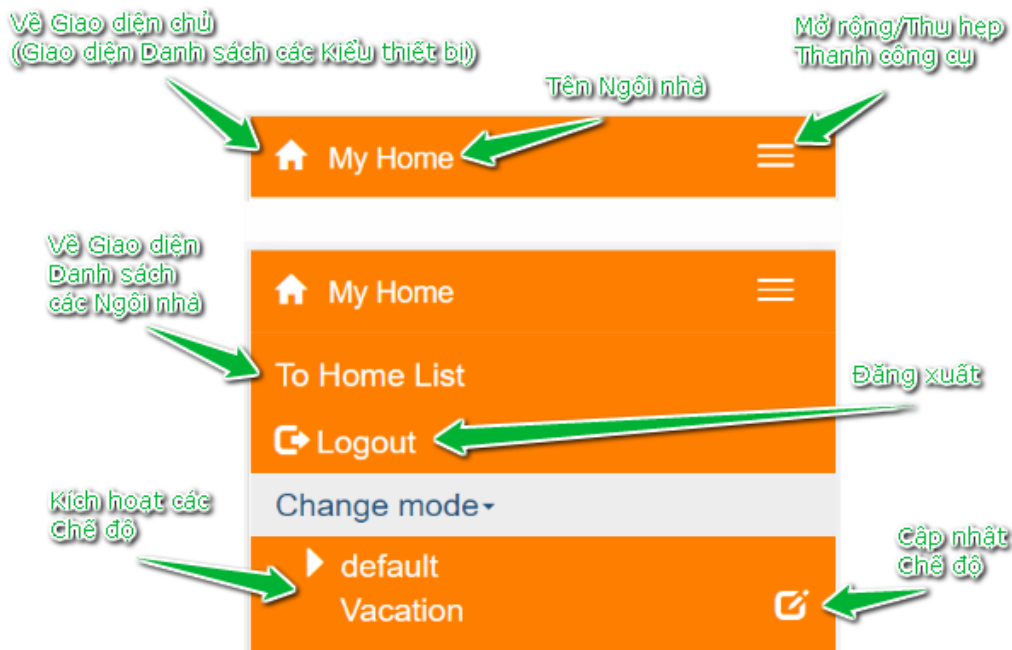 Về Giao diện chủ
(Giao diện Danh sách các Kiểu thiết bị)
Mở rộng/Thu hẹp
Thanh công cụ
Tên Ngôi nhà
My Home
Về Giao diện
Danh sách
các Ngôi nhà
My Home
To Home List
Đăng xuất
Logout
Kích hoạt các
Chế độ
Change mode
default
Vacation
Cập nhật
Chế độ